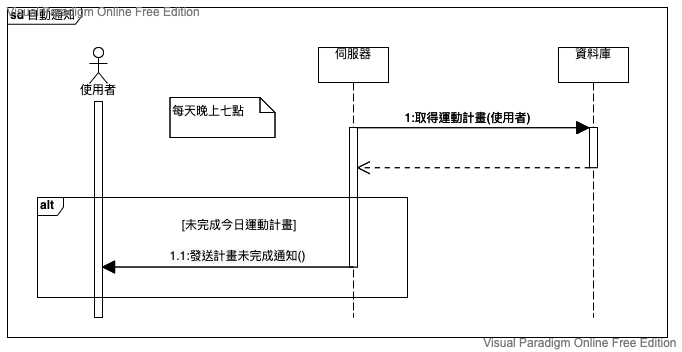 Visual Paradigm Online Free Edition
sd 自動通知
使用者
伺服器
資料庫
每天晚上七點
1:取得運動計畫(使用者)
alt
[未完成今日運動計畫]
1.1:發送計畫未完成通知()
Visual Paradigm Online Free Edition